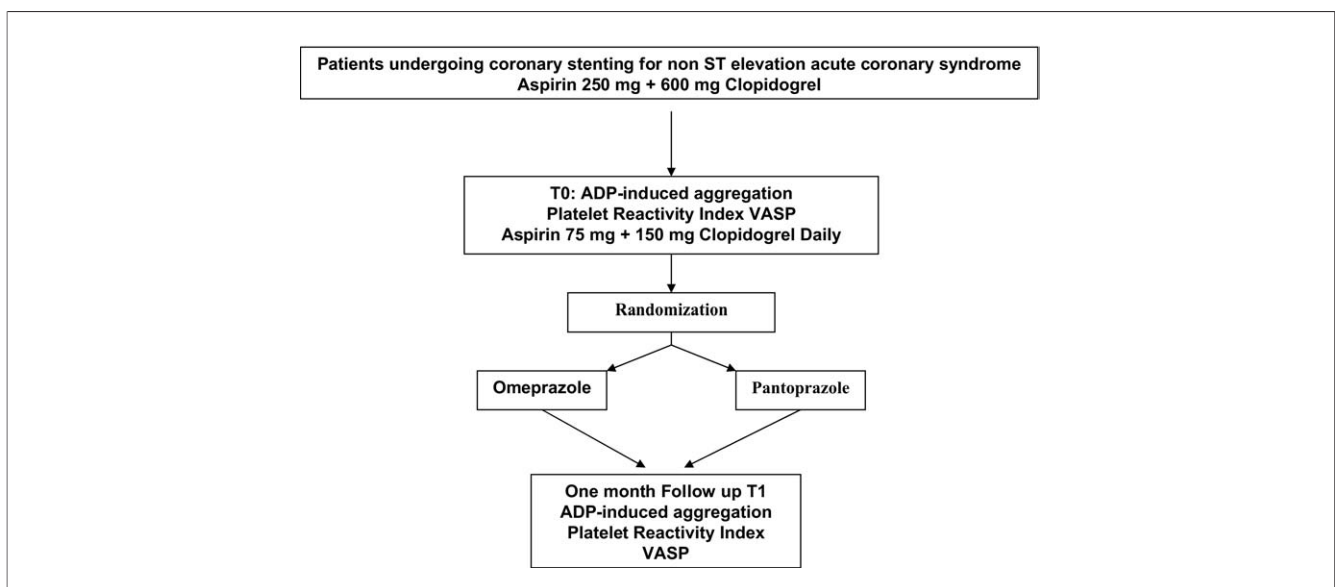 Patients undergoing coronary stenting for non ST elevation acute coronary syndrome
Aspirin 250 mg + 600 mg Clopidogrel
T0: ADP-induced aggregation
Platelet Reactivity Index VASP
Aspirin 75 mg + 150 mg Clopidogrel Daily
Randomization
Omeprazole
Pantoprazole
One month Follow up T1
ADP-induced aggregation
Platelet Reactivity Index
VASP